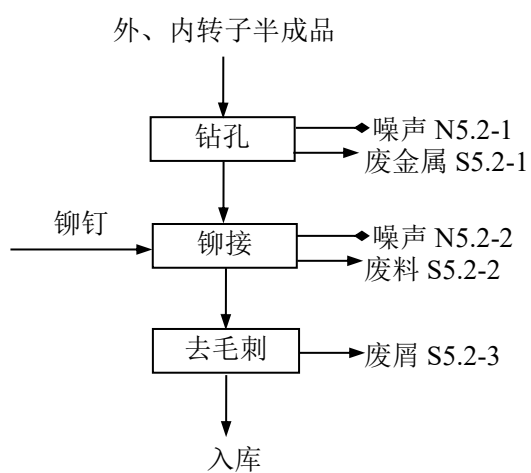 外、内转子半成品
钻孔
噪声 N5.2-1
废金属 S5.2-1
铆钉
铆接
噪声 N5.2-2
废料 S5.2-2
去毛刺
废屑 S5.2-3
入库